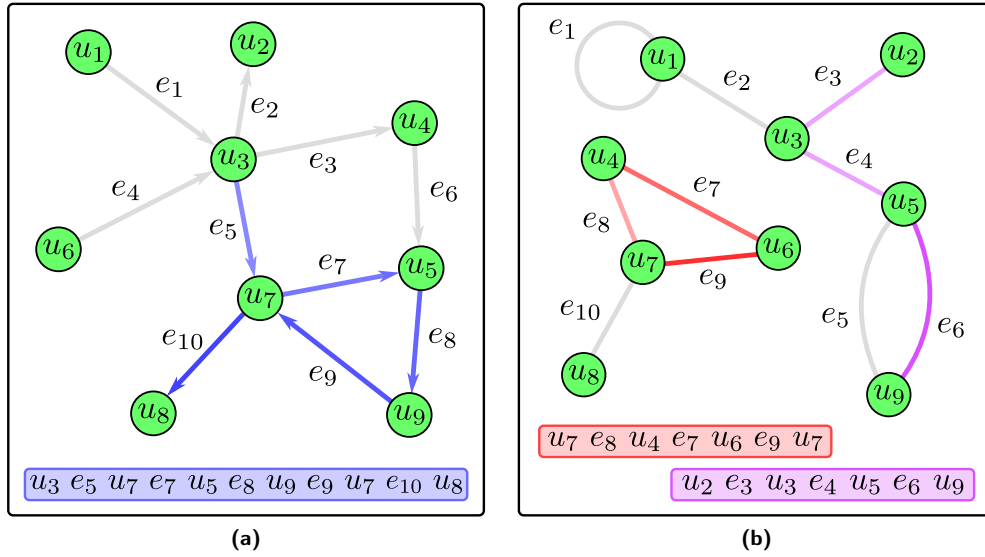 u1
u2
e1
e2
u4
u3
e3
e4
e6
u6
e5
e7
u5
u7
e10
e8
e9
u8
u9
u3 e5 u7 e7 u5 e8 u9 e9 u7 e10 u8
(a)
e1
u1
u2
e2
e3
u3
u4
e4
e7
u5
e8
u6
u7
e9
e10
e5
e6
u8
u9
u7 e8 u4 e7 u6 e9 u7
u2 e3 u3 e4 u5 e6 u9
(b)